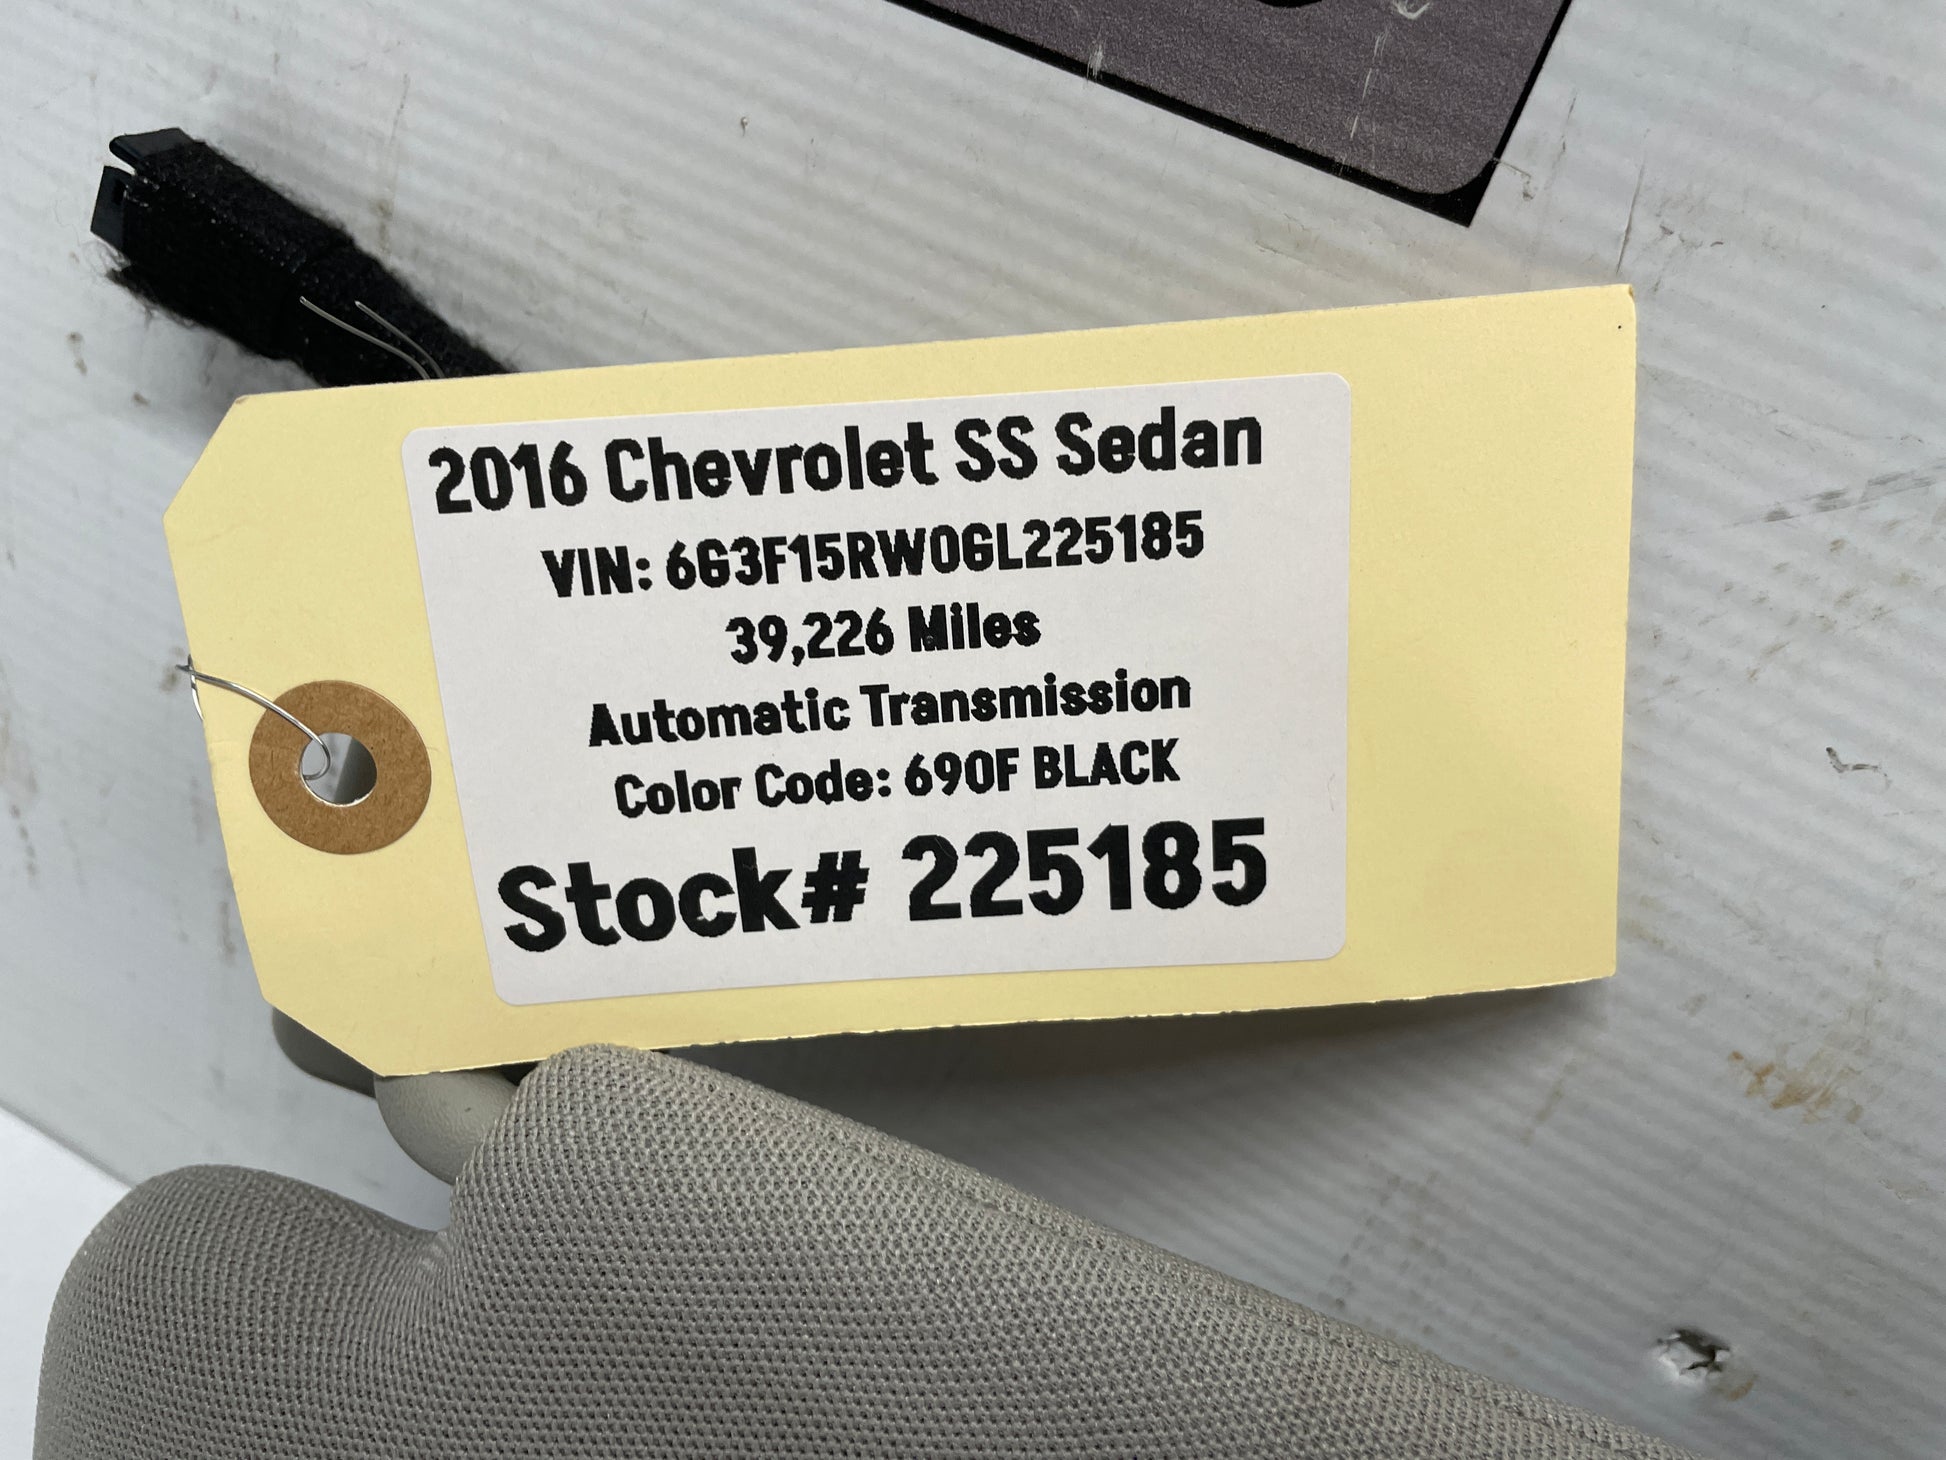 2016 Chevrolet SS Sedan
VIN: 6G3F15RW0GL225185
39,226 Miles
Automatic Transmission
Color Code: 690F BLACK
Stock# 225185